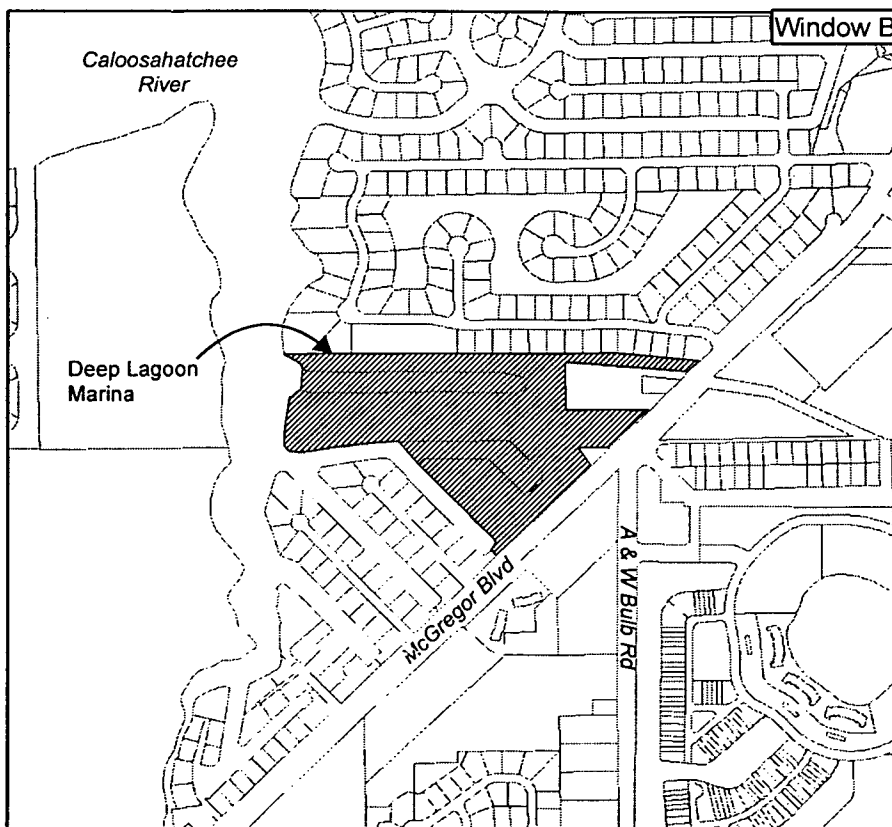 Window B
Caloosahatchee
River
Deep Lagoon
Marina
McGregor Blvd
A & W Bulb Rd